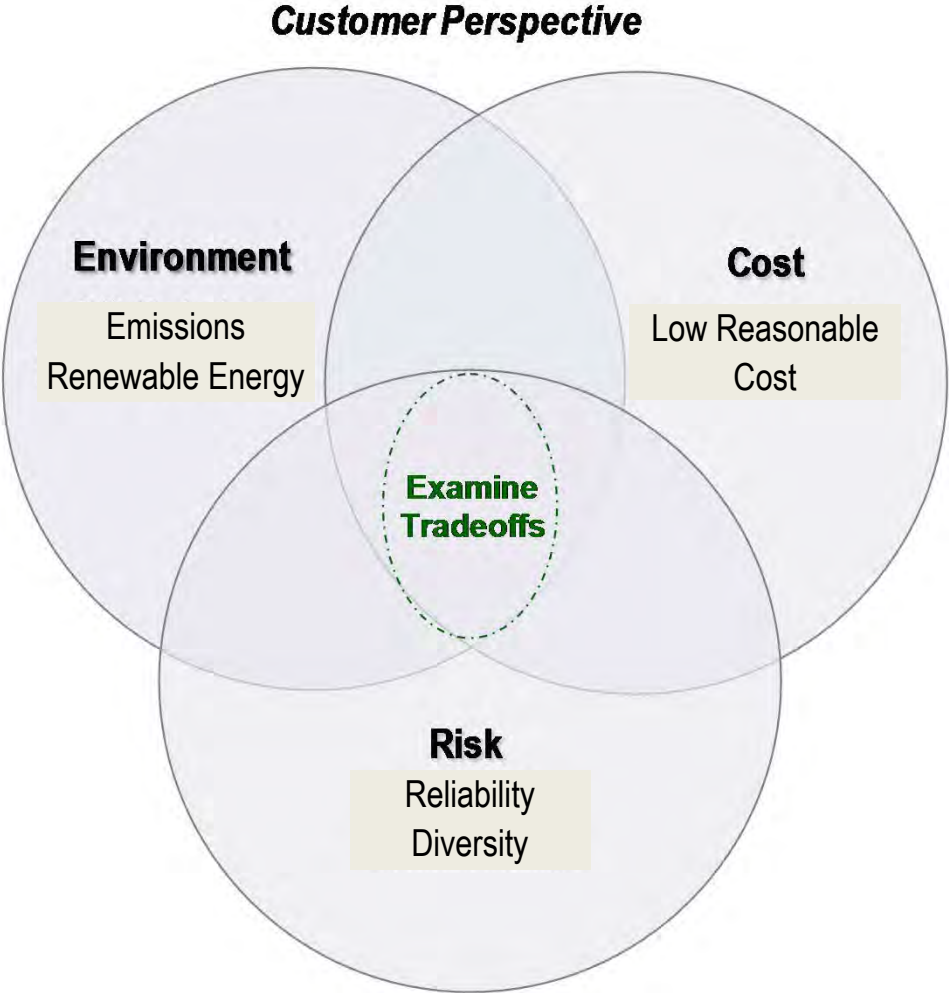 Customer Perspective
Environment
Emissions
Renewable Energy
Cost
Low Reasonable
Cost
Examine
Tradeoffs
Risk
Reliability
Diversity